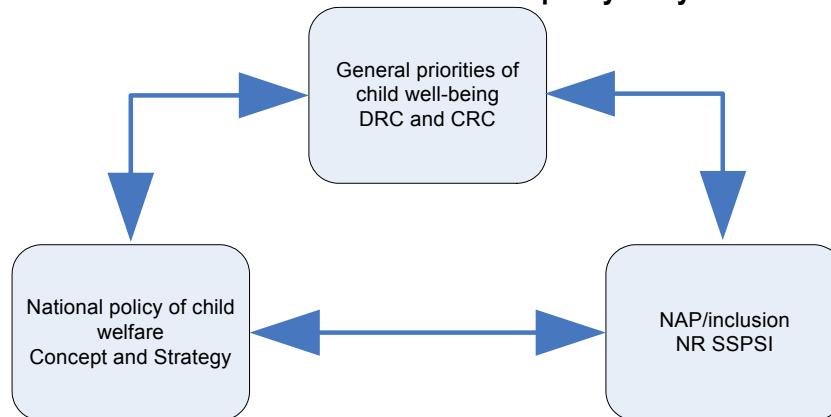 General priorities of
child well-being
DRC and CRC
National policy of child
welfare
Concept and Strategy
NAP/inclusion
NR SSPSI